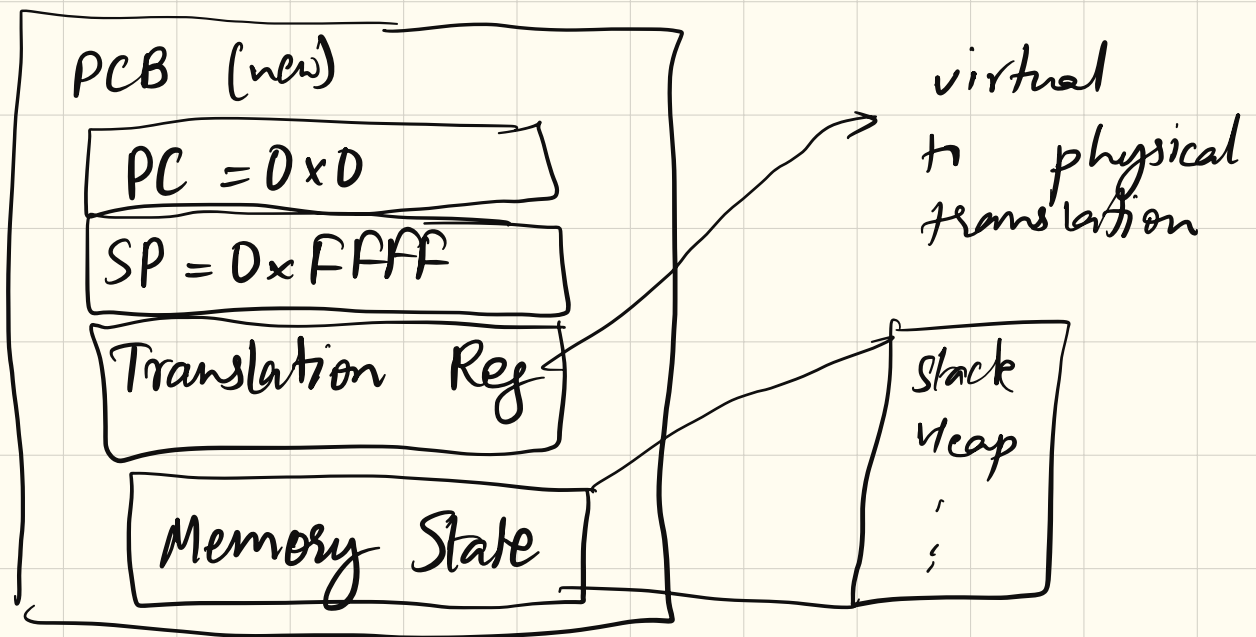 PCB (new)
PC = 0x0
SP = 0xFFFF
Translation Reg
Memory State
virtual
to physical
translation
stack
Heap